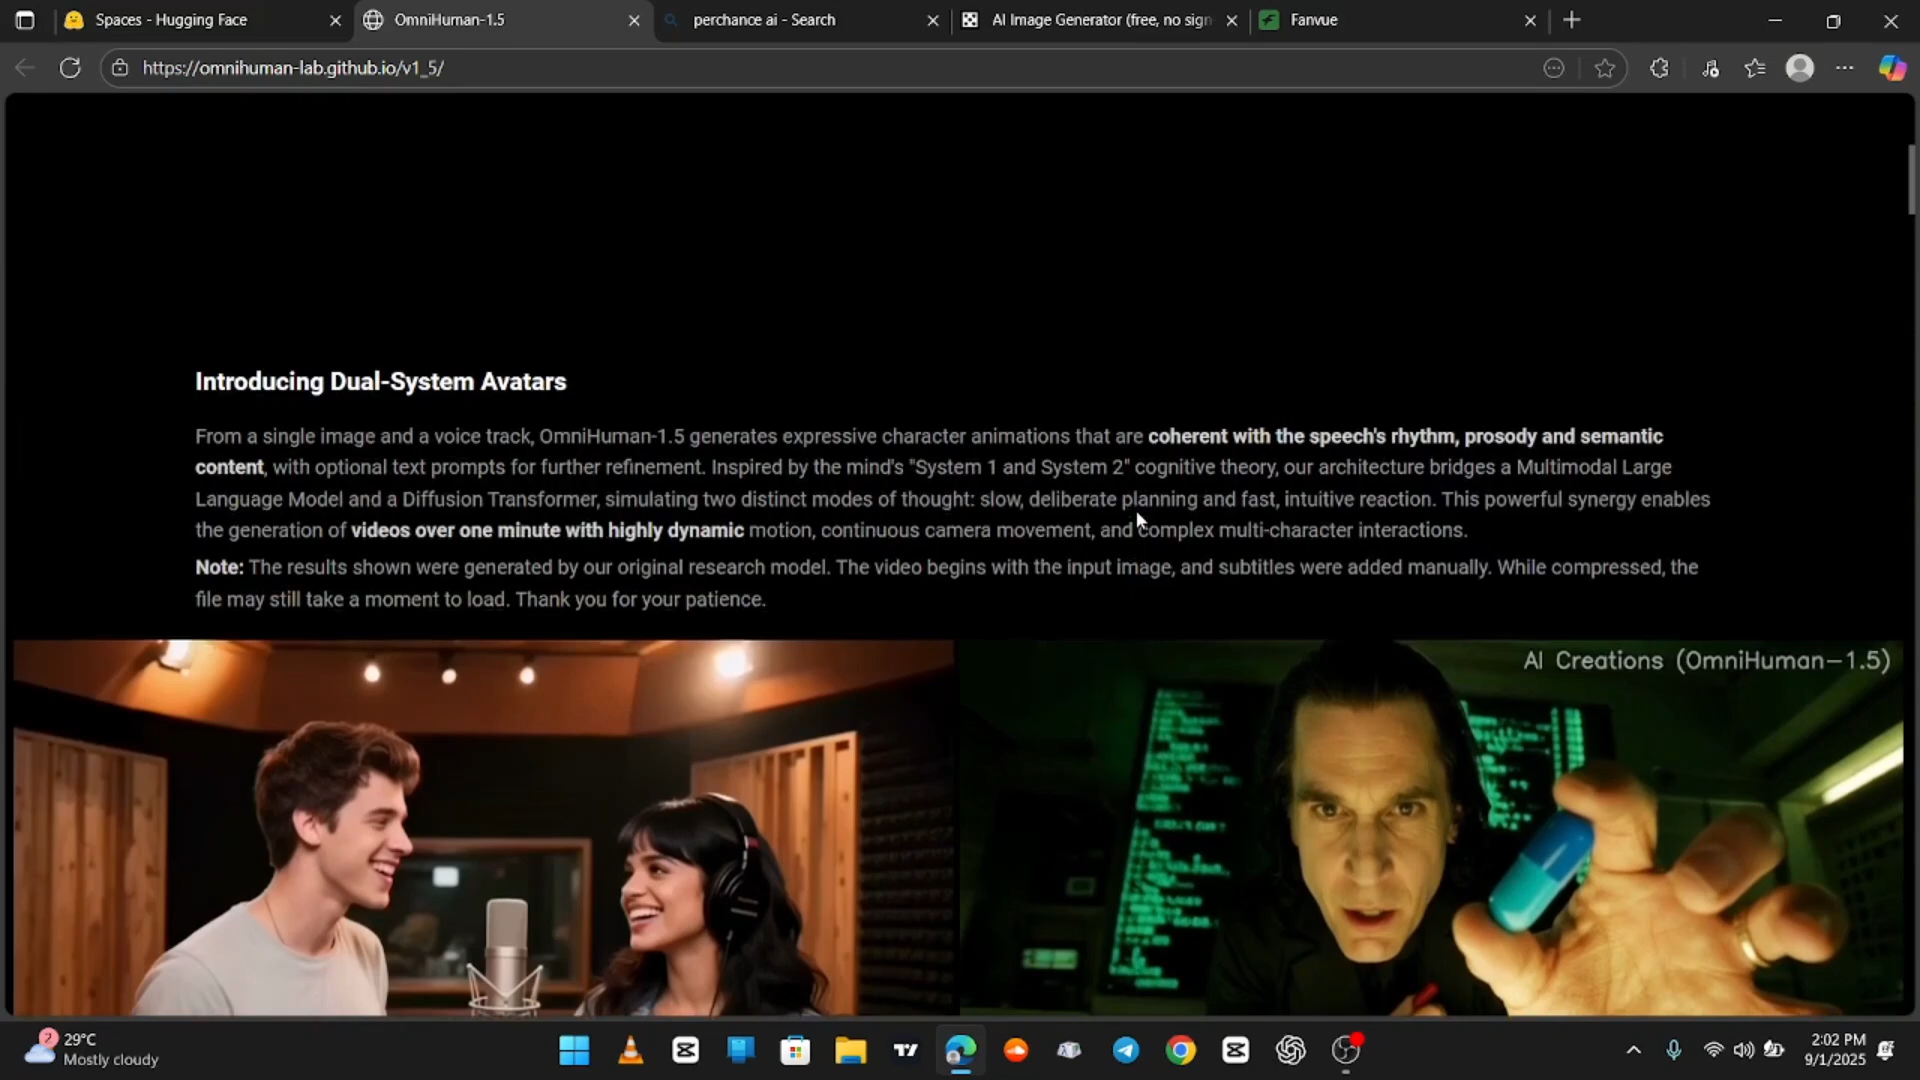 Spaces - Hugging Face
OmniHuman-1.5
perchance ai - Search
AI Image Generator (free, no sign
Fanvue
https://omnihuman-lab.github.io/v1_5/
Introducing Dual-System Avatars
From a single image and a voice track, OmniHuman-1.5 generates expressive character animations that are coherent with the speech's rhythm, prosody and semantic
content, with optional text prompts for further refinement. Inspired by the mind's "System 1 and System 2" cognitive theory, our architecture bridges a Multimodal Large
Language Model and a Diffusion Transformer, simulating two distinct modes of thought: slow, deliberate planning and fast, intuitive reaction. This powerful synergy enables
the generation of videos over one minute with highly dynamic motion, continuous camera movement, and complex multi-character interactions.
Note: The results shown were generated by our original research model. The video begins with the input image, and subtitles were added manually. While compressed, the
file may still take a moment to load. Thank you for your patience.
AI Creations (OmniHuman-1.5)
2
29°C
Mostly cloudy
2:02 PM
9/1/2025